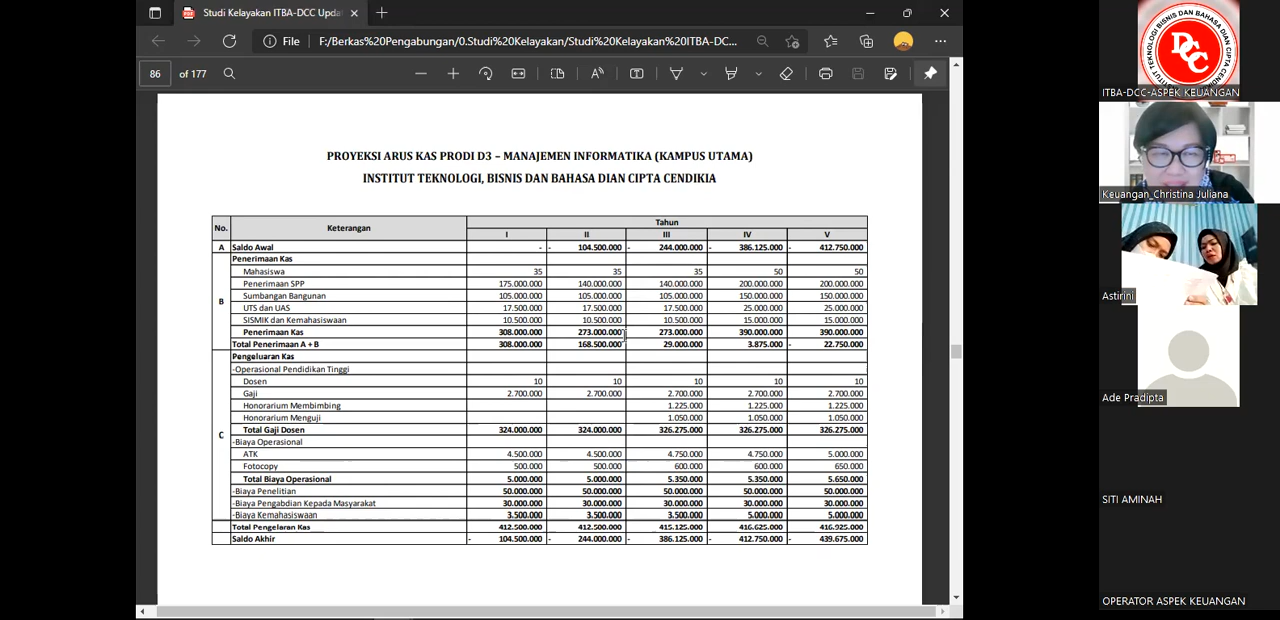 Studi Kelayakan ITBA-DCC Upda
File F:/Berkas%20Pengabungan/0.Studi%20Kelayakan/Studi%20Kelayakan%20ITBA-DC...
86 of 177
PROYEKSI ARUS KAS PRODI D3 – MANAJEMEN INFORMATIKA (KAMPUS UTAMA)
INSTITUT TEKNOLOGI, BISNIS DAN BAHASA DIAN CIPTA CENDIKIA
No. Keterangan Tahun
I II III IV V
A Saldo Awal - - 104.500.000 - 244.000.000 - 386.125.000 - 412.750.000
B
Penerimaan Kas
Mahasiswa 35 35 35 50 50
Penerimaan SPP 175.000.000 140.000.000 140.000.000 200.000.000 200.000.000
Sumbangan Bangunan 105.000.000 105.000.000 105.000.000 150.000.000 150.000.000
UTS dan UAS 17.500.000 17.500.000 17.500.000 25.000.000 25.000.000
SISMIK dan Kemahasiswaan 10.500.000 10.500.000 10.500.000 15.000.000 15.000.000
Penerimaan Kas 308.000.000 273.000.000 273.000.000 390.000.000 390.000.000
Total Penerimaan A + B 308.000.000 168.500.000 29.000.000 3.875.000 - 22.750.000
C
Pengeluaran Kas
-Operasional Pendidikan Tinggi
Dosen 10 10 10 10 10
Gaji 2.700.000 2.700.000 2.700.000 2.700.000 2.700.000
Honorarium Membimbing 1.225.000 1.225.000 1.225.000
Honorarium Menguji 1.050.000 1.050.000 1.050.000
Total Gaji Dosen 324.000.000 324.000.000 326.275.000 326.275.000 326.275.000
-Biaya Operasional
ATK 4.500.000 4.500.000 4.750.000 4.750.000 5.000.000
Fotocopy 500.000 500.000 600.000 600.000 650.000
Total Biaya Operasional 5.000.000 5.000.000 5.350.000 5.350.000 5.650.000
-Biaya Penelitian 50.000.000 50.000.000 50.000.000 50.000.000 50.000.000
-Biaya Pengabdian Kepada Masyarakat 30.000.000 30.000.000 30.000.000 30.000.000 30.000.000
-Biaya Kemahasiswaan 3.500.000 3.500.000 3.500.000 5.000.000 5.000.000
Total Pengelaran Kas 412.500.000 412.500.000 415.125.000 416.625.000 416.925.000
Saldo Akhir - 104.500.000 - 244.000.000 - 386.125.000 - 412.750.000 - 439.675.000
INSTITUT TEKNOLOGI BISNIS DAN BAHASA DIAN CIPTA CENDIKIA
DCC
ITBA-DCC-ASPEK KEUANGAN
Keuangan_Christina Juliana
Astirini
Ade Pradipta
SITI AMINAH
OPERATOR ASPEK KEUANGAN